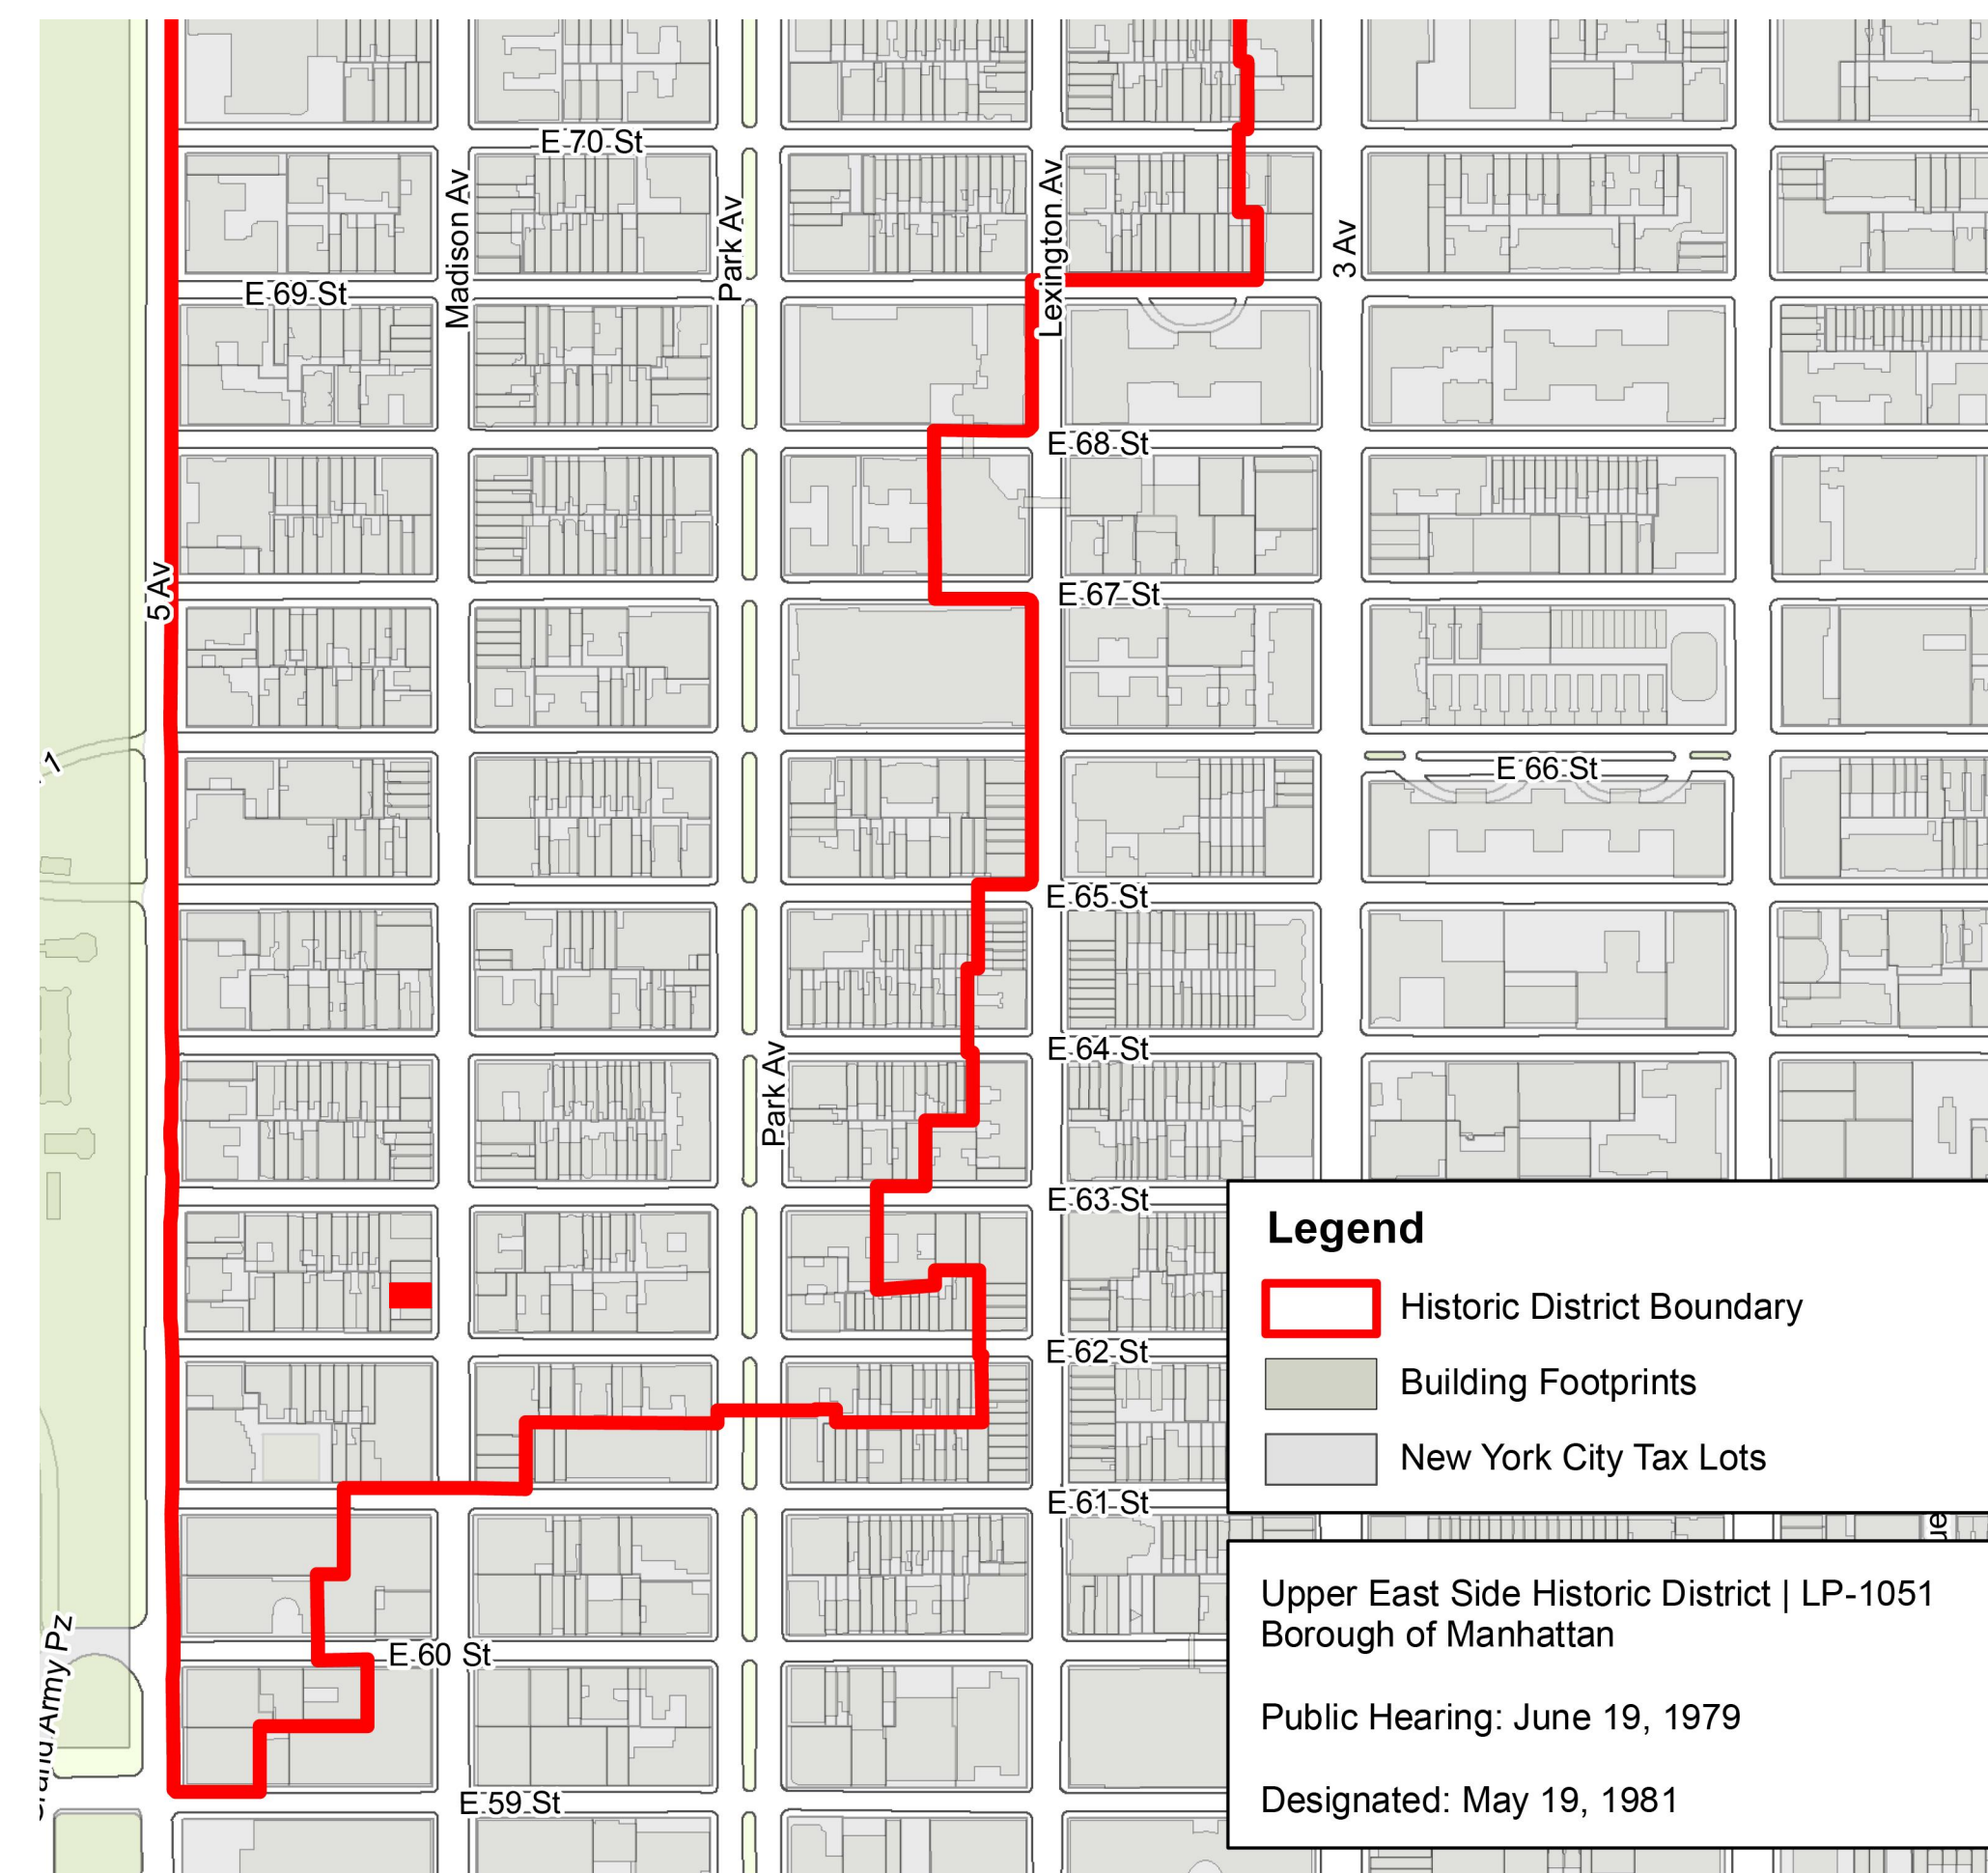 E 70 St
Madison Av
Park Av
Lexington Av
3 Av
E 69 St
E 68 St
5 Av
E 67 St
1
E 66 St
E 65 St
Park Av
E 64 St
E 63 St
E 62 St
E 61 St
E 60 St
Army Pz
E 59 St
Legend
Historic District Boundary
Building Footprints
New York City Tax Lots
Upper East Side Historic District | LP-1051
Borough of Manhattan
Public Hearing: June 19, 1979
Designated: May 19, 1981